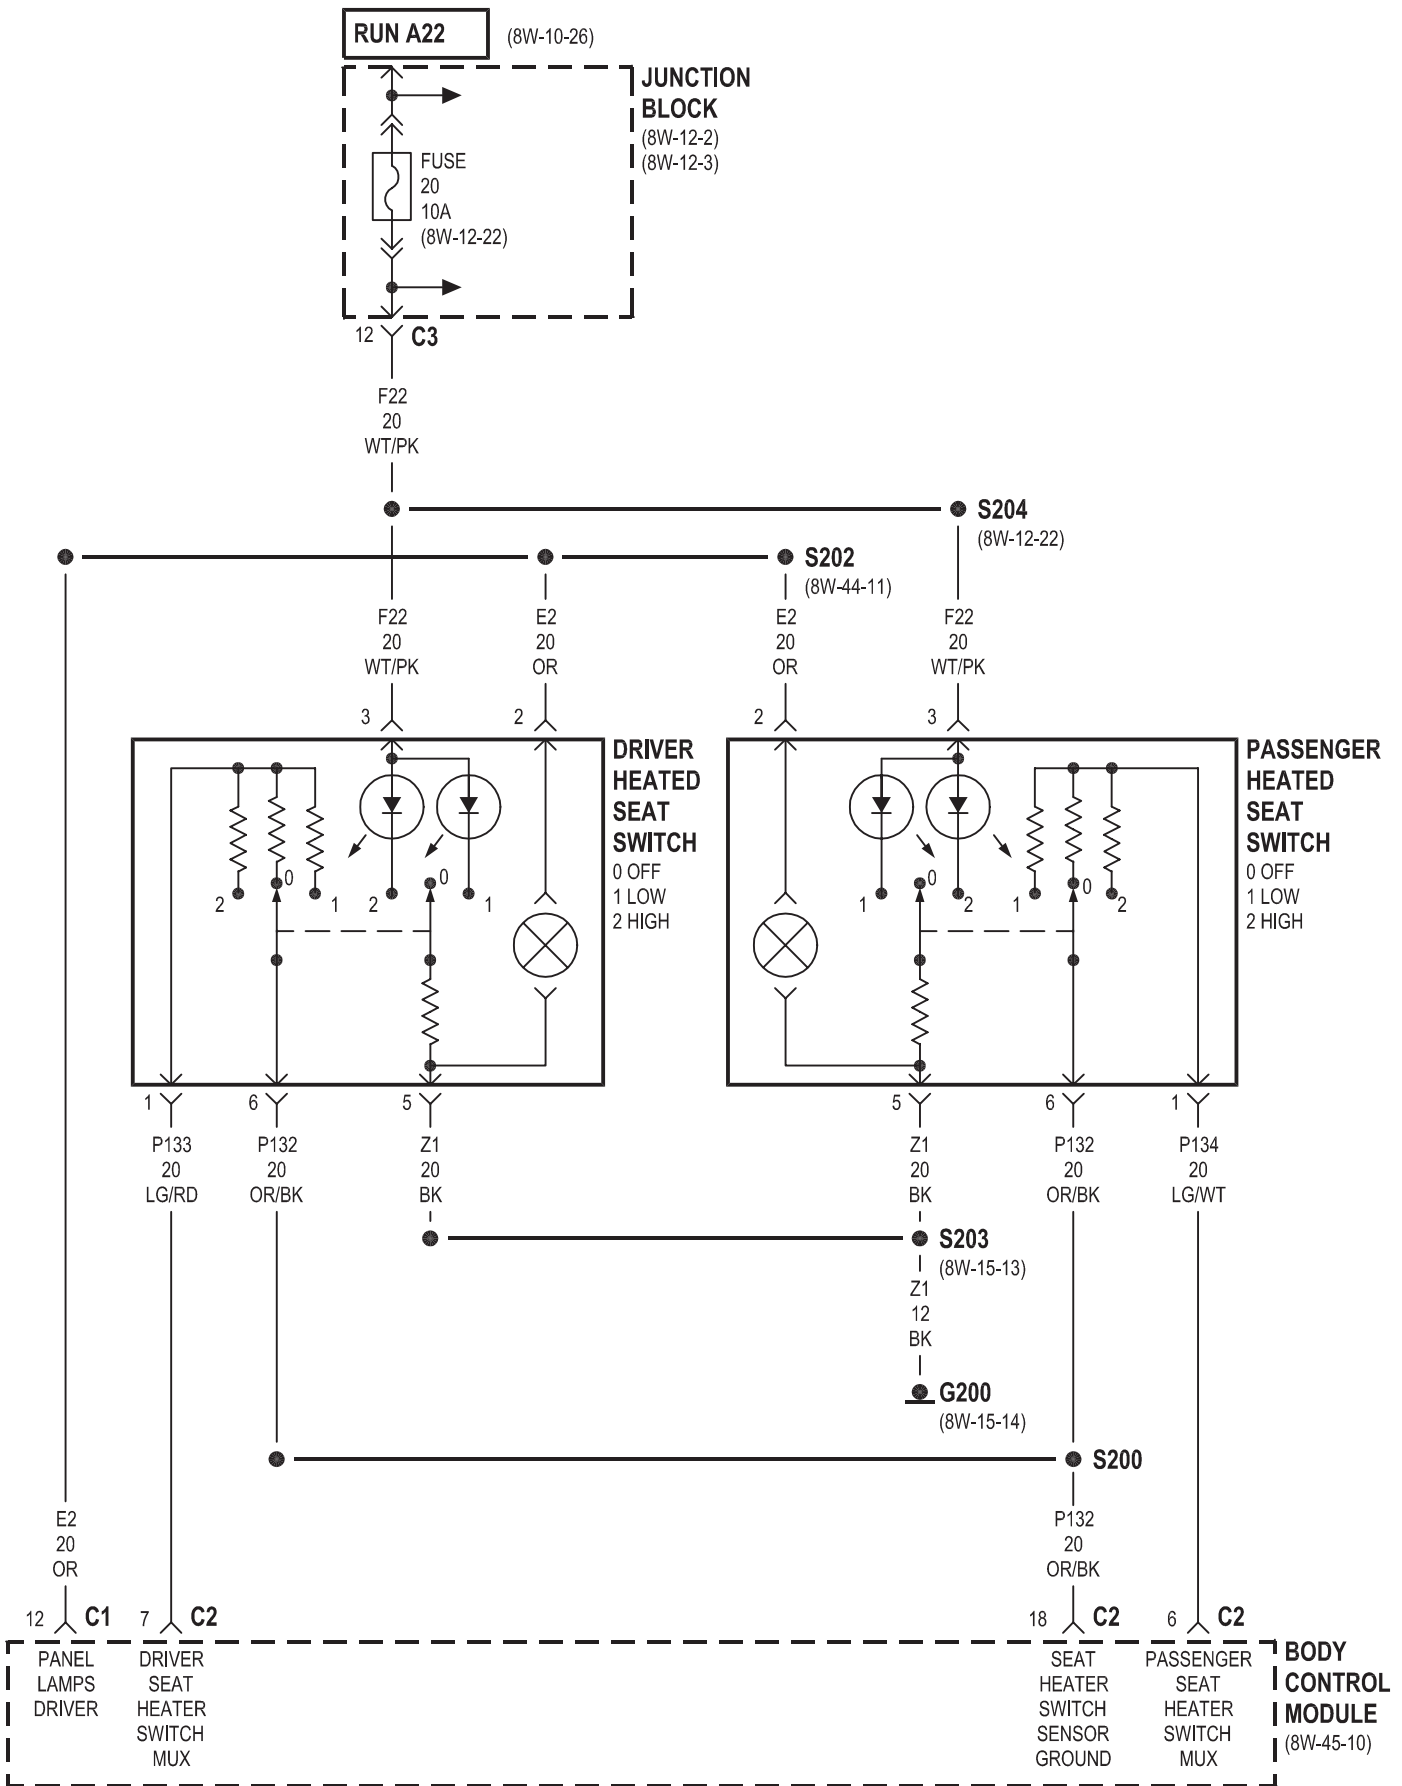 RUN A22
(8W-10-26)
JUNCTION
BLOCK
(8W-12-2)
(8W-12-3)
FUSE
20
10A
(8W-12-22)
12
C3
F22
20
WT/PK
S204
(8W-12-22)
S202
(8W-44-11)
F22
20
WT/PK
E2
20
OR
E2
20
OR
F22
20
WT/PK
3
2
2
3
DRIVER
HEATED
SEAT
SWITCH
0 OFF
1 LOW
2 HIGH
PASSENGER
HEATED
SEAT
SWITCH
0 OFF
1 LOW
2 HIGH
2
0
1
2
0
1
1
0
2
1
0
2
1
6
5
5
6
1
P133
20
LG/RD
P132
20
OR/BK
Z1
20
BK
Z1
20
BK
P132
20
OR/BK
P134
20
LG/WT
S203
(8W-15-13)
Z1
12
BK
G200
(8W-15-14)
S200
E2
20
OR
P132
20
OR/BK
12
C1
7
C2
18
C2
6
C2
PANEL
LAMPS
DRIVER
DRIVER
SEAT
HEATER
SWITCH
MUX
SEAT
HEATER
SWITCH
SENSOR
GROUND
PASSENGER
SEAT
HEATER
SWITCH
MUX
BODY
CONTROL
MODULE
(8W-45-10)